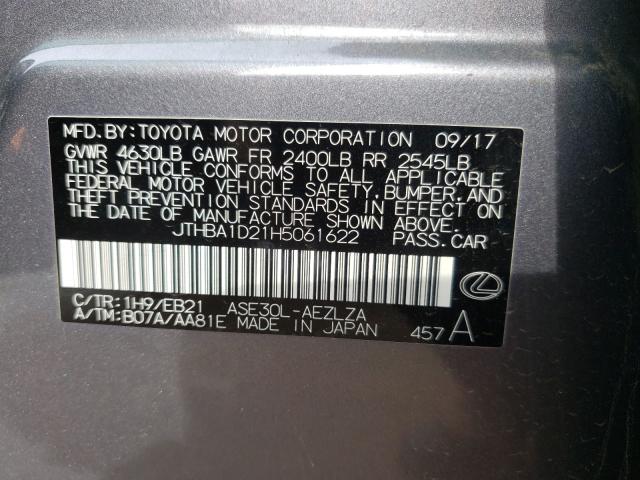 MFD.BY:TOYOTA MOTOR CORPORATION 09/17
GVWR 4630LB GAWR FR 2400LB RR 2545LB
THIS VEHICLE CONFORMS TO ALL APPLICABLE
FEDERAL MOTOR VEHICLE SAFETY, BUMPER, AND
THEFT PREVENTION STANDARDS IN EFFECT ON
THE DATE OF MANUFACTURE SHOWN ABOVE.
JTHBA1D21H5061622 PASS.CAR
C/TR:1H9/EB21 ASE30L-AEZLZA
A/TM:B07A/AA81E MADE IN JAPAN 457A